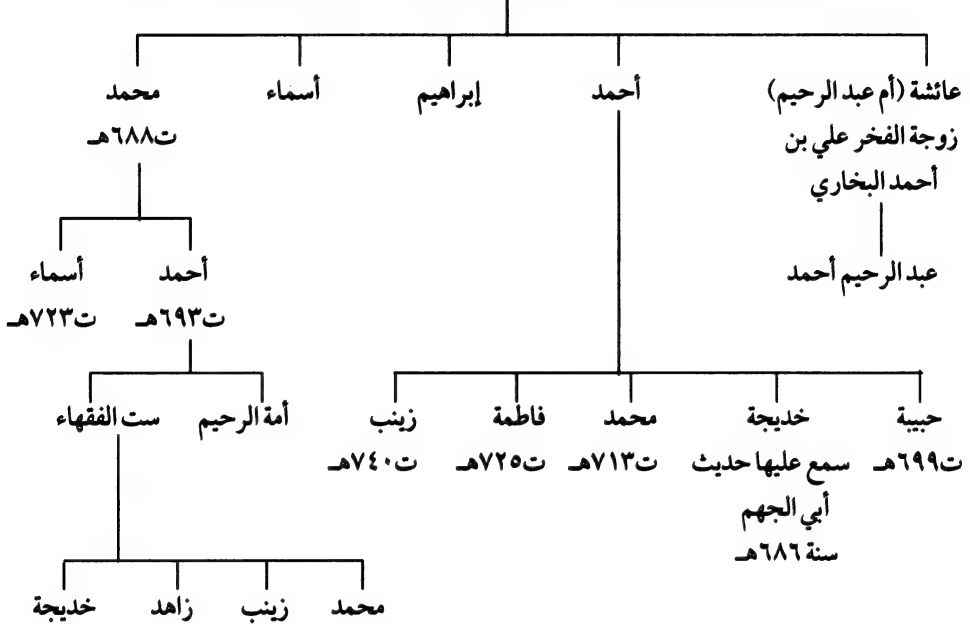 عائشة (أم عبد الرحيم) أحمد إبراهيم أسماء محمد
زوجة الفخر علي بن ت٦٨٨هـ
أحمد البخاري
عبد الرحيم أحمد أحمد أسماء
ت٦٩٣هـ ت٧٢٣هـ
حبيبة خديجة محمد فاطمة زينب أمة الرحيم ست الفقهاء
ت٦٩٩هـ سمع عليها حديث ت٧١٣هـ ت٧٢٥هـ ت٧٤٠هـ
أبي الجهم
سنة ٦٨٦هـ
محمد زينب زاهد خديجة